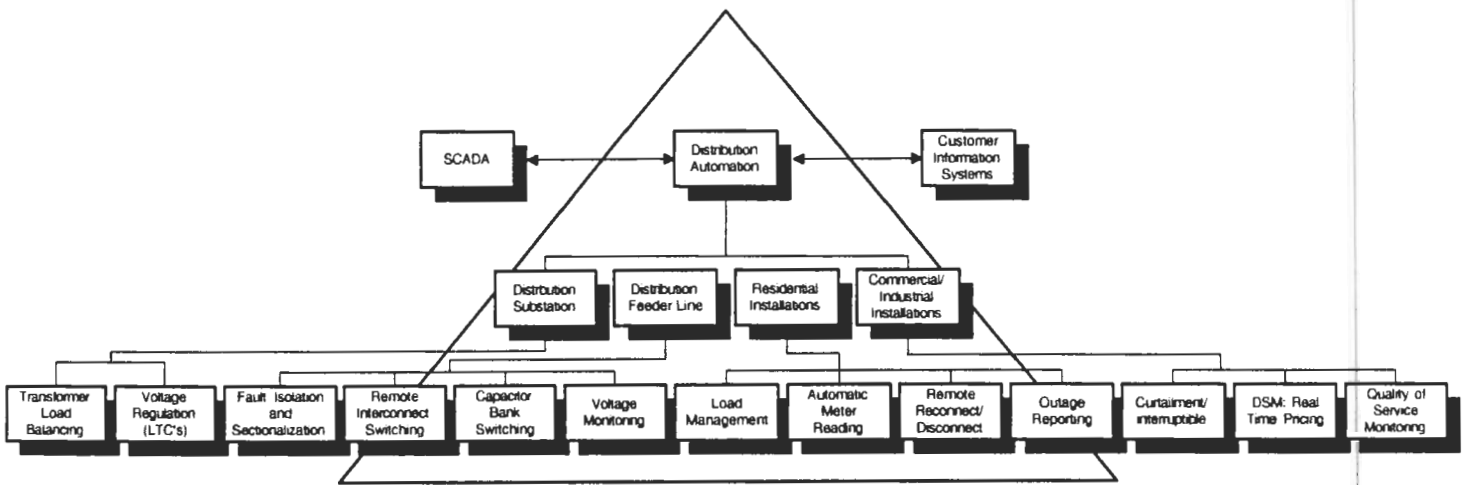 SCADA
Distribution
Automation
Customer
Information
Systems
Distrbution
Substation
Distribution
Feeder Line
Residential
Installations
Commercial/
Industrial
Installations
Transformer
Load
Balancing
Voltage
Regulation
(LTC's)
Fault Isolation
and
Sectionalization
Remote
Interconnect
Switching
Capacitor
Bank
Switching
Voltage
Monitoring
Load
Management
Automatic
Meter
Reading
Remote
Reconnect/
Disconnect
Outage
Reporting
Curtailment/
Interruptible
DSM: Real
Time Pricing
Quality of
Service
Monitoring